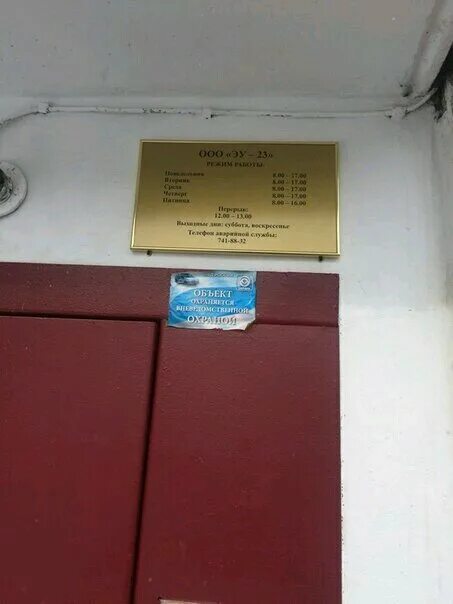 ООО «ЭУ – 23»
РЕЖИМ РАБОТЫ:
Понедельник 8.00 – 17.00
Вторник 8.00 – 17.00
Среда 8.00 – 17.00
Четверг 8.00 – 17.00
Пятница 8.00 – 16.00
Перерыв:
12.00 – 13.00
Выходные дни: суббота, воскресенье
Телефон аварийной службы:
741-88-32
ОБЪЕКТ
ОХРАНЯЕТСЯ
ВНЕВЕДОМСТВЕННОЙ
ОХРАНОЙ